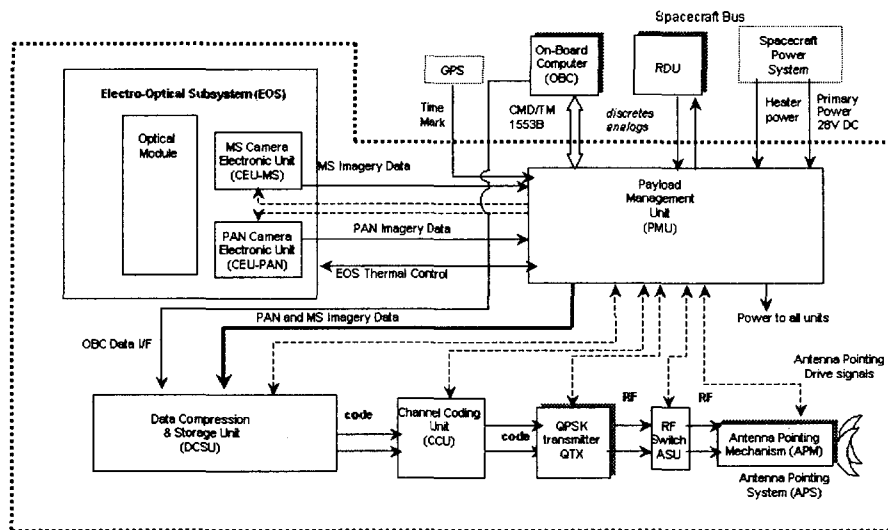 Spacecraft Bus
GPS
On-Board
Computer
(OBC)
RDU
Spacecraft
Power
System
Time
Mark
CMD/TM
1553B
discretes
analogs
Heater
power
Primary
Power
28V DC
Electro-Optical Subsystem (EOS)
Optical
Module
MS Camera
Electronic Unit
(CEU-MS)
MS Imagery Data
PAN Camera
Electronic Unit
(CEU-PAN)
PAN Imagery Data
EOS Thermal Control
Payload
Management
Unit
(PMU)
PAN and MS Imagery Data
Power to all units
OBC Data I/F
Antenna Pointing
Drive signals
Data Compression
& Storage Unit
(DCSU)
code
Channel Coding
Unit
(CCU)
code
QPSK
transmitter
QTX
RF
RF
Switch
ASU
RF
Antenna Pointing
Mechanism (APM)
Antenna Pointing
System (APS)